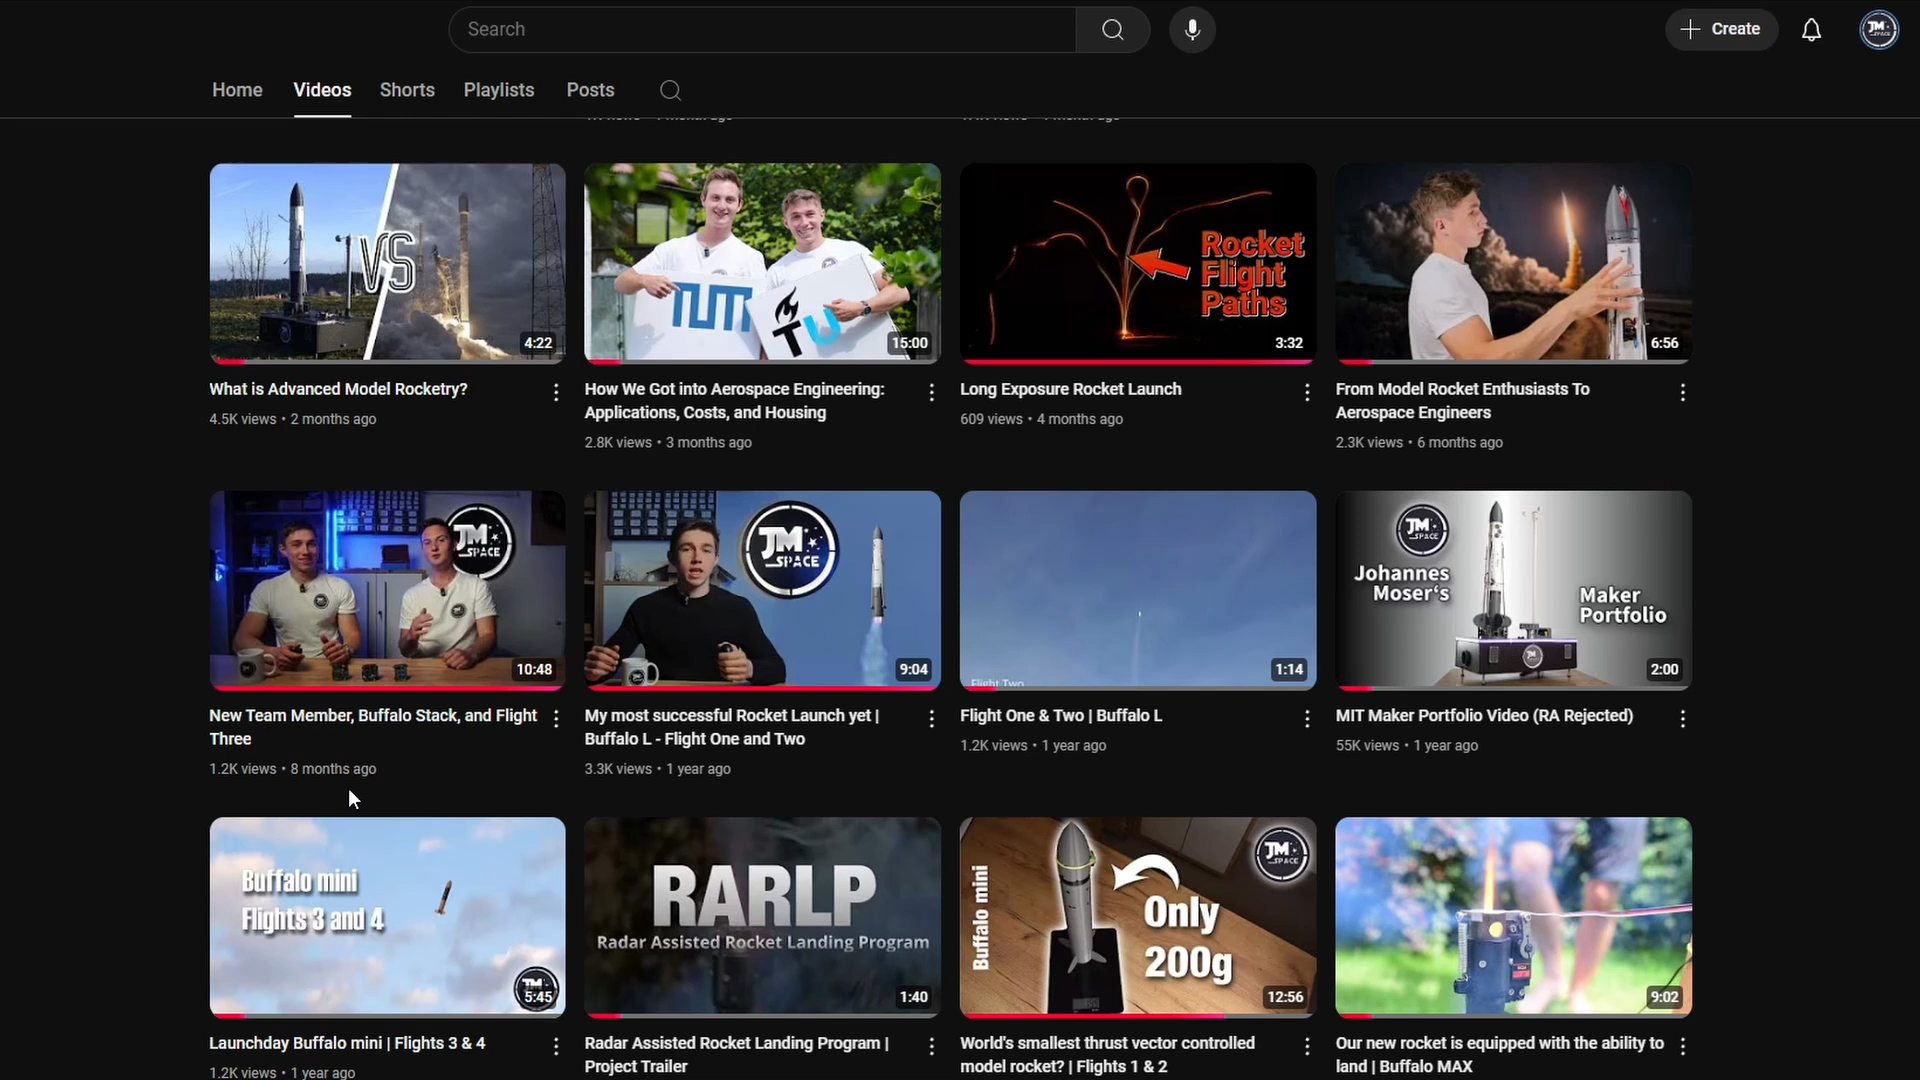 Search
Create
Home
Videos
Shorts
Playlists
Posts
VS
4:22
What is Advanced Model Rocketry?
4.5K views • 2 months ago
TUM
TU
15:00
How We Got into Aerospace Engineering:
Applications, Costs, and Housing
2.8K views • 3 months ago
Rocket
Flight
Paths
3:32
Long Exposure Rocket Launch
609 views • 4 months ago
6:56
From Model Rocket Enthusiasts To
Aerospace Engineers
2.3K views • 6 months ago
JM
SPACE
10:48
New Team Member, Buffalo Stack, and Flight
Three
1.2K views • 8 months ago
JM
SPACE
9:04
My most successful Rocket Launch yet |
Buffalo L - Flight One and Two
3.3K views • 1 year ago
Flight Two
1:14
Flight One & Two | Buffalo L
1.2K views • 1 year ago
JM
SPACE
Johannes
Moser's
Maker
Portfolio
2:00
MIT Maker Portfolio Video (RA Rejected)
55K views • 1 year ago
Buffalo mini
Flights 3 and 4
JM
5:45
Launchday Buffalo mini | Flights 3 & 4
1.2K views • 1 year ago
RARLP
Radar Assisted Rocket Landing Program
1:40
Radar Assisted Rocket Landing Program |
Project Trailer
Buffalo mini
Only
200g
JM
SPACE
12:56
World's smallest thrust vector controlled
model rocket? | Flights 1 & 2
9:02
Our new rocket is equipped with the ability to
land | Buffalo MAX